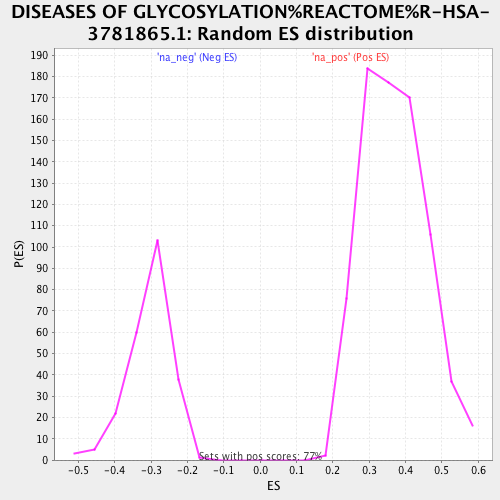 DISEASES OF GLYCOSYLATION%REACTOME%R-HSA-
3781865.1: Random ES distribution
'na_neg' (Neg ES) 'na_pos' (Pos ES)
190
180
170
160
150
140
130
120
110
100
90
80
70
60
50
40
30
20
10
0
P(ES)
Sets with pos scores: 77%
-0.5 -0.4 -0.3 -0.2 -0.1 0.0 0.1 0.2 0.3 0.4 0.5 0.6
ES